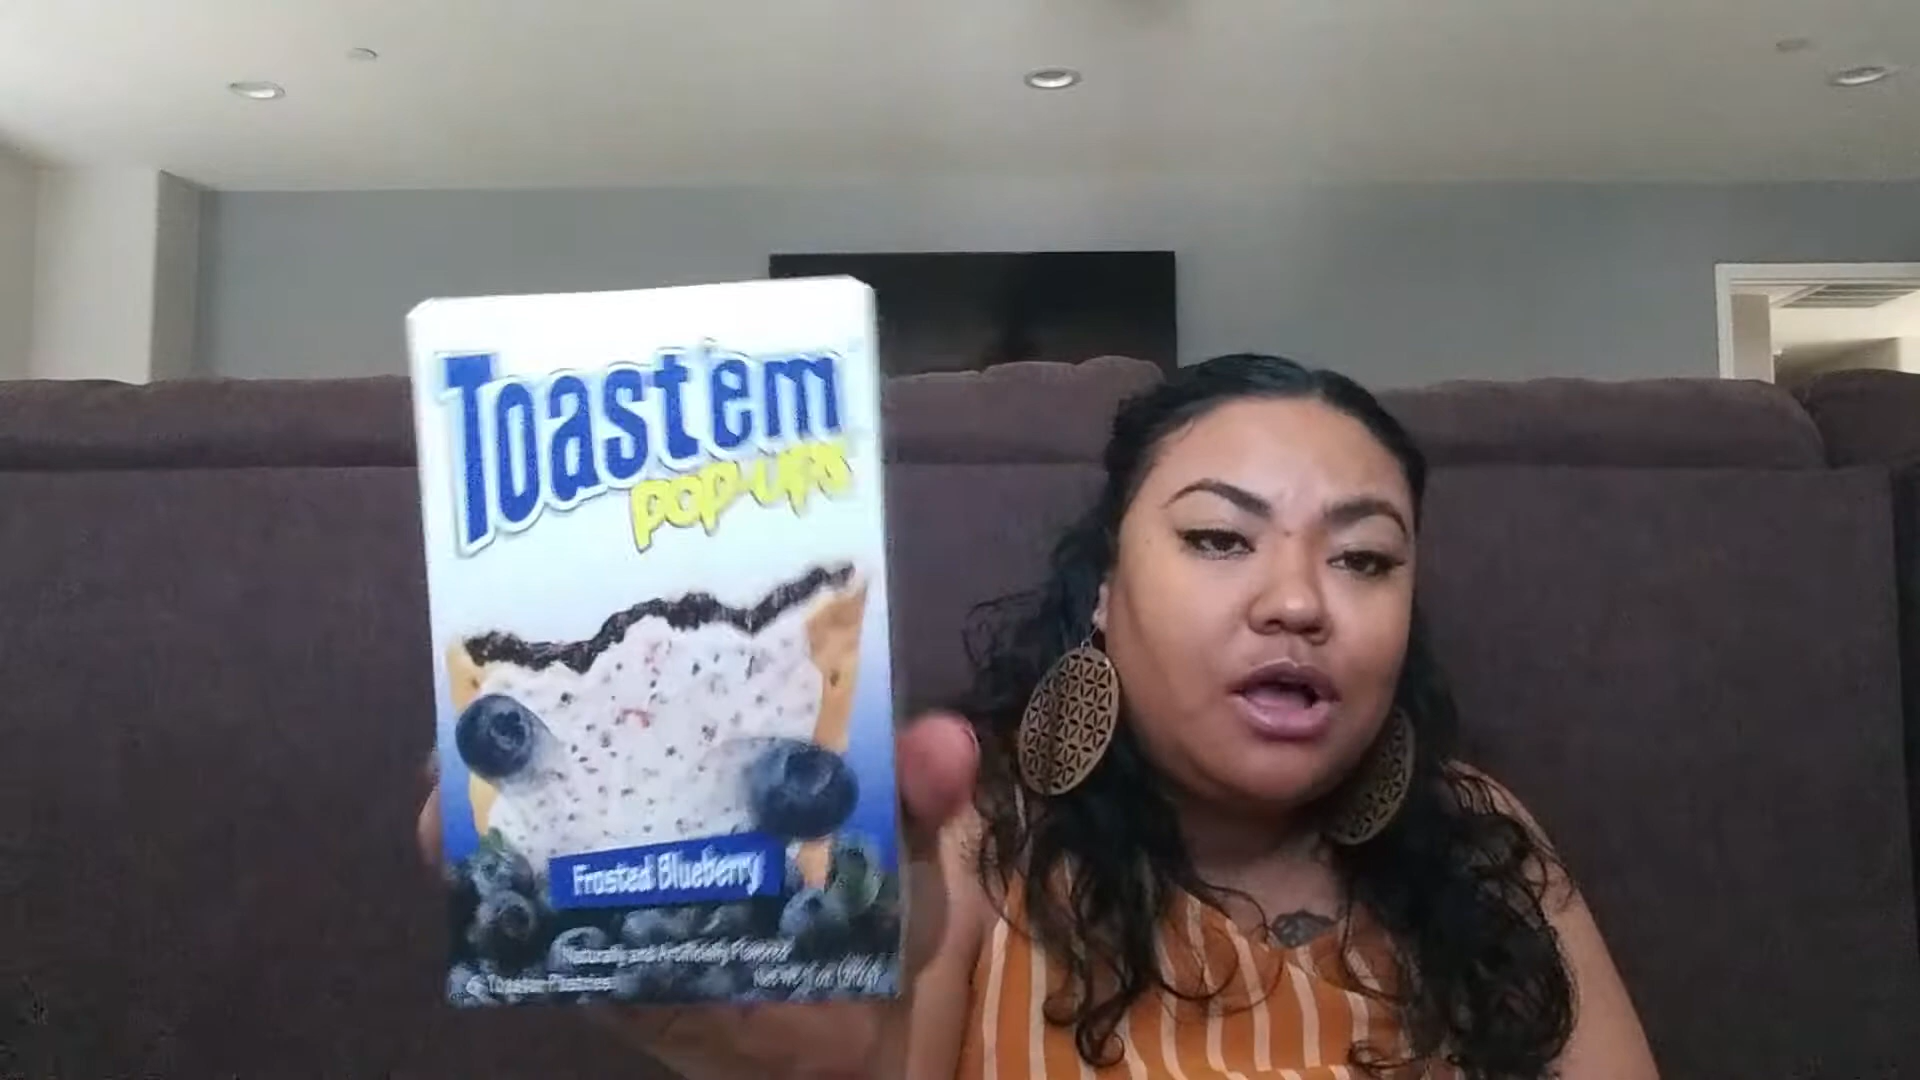 Toast'em
POP-UPS
Frosted Blueberry
Naturally and Artificially Flavored
Toaster Pastries